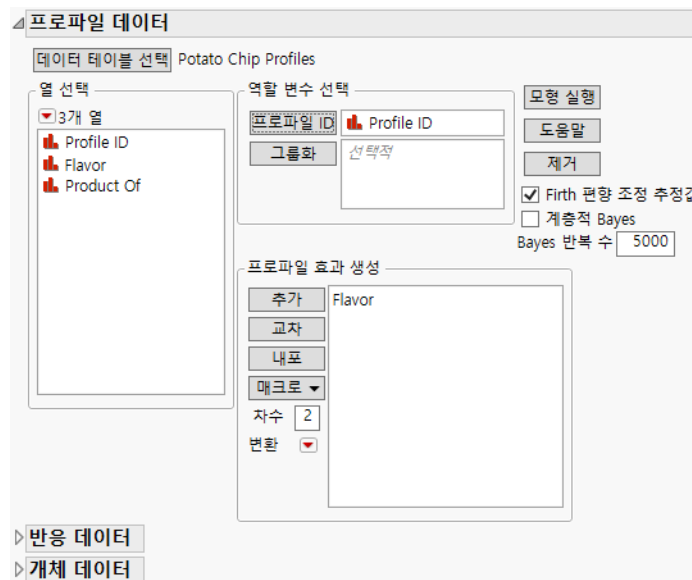 프로파일 데이터
데이터 테이블 선택 Potato Chip Profiles
열 선택
3개 열
Profile ID
Flavor
Product Of
역할 변수 선택
프로파일 ID Profile ID
그룹화 선택적
모형 실행
도움말
제거
Firth 편향 조정 추정값
계층적 Bayes
Bayes 반복 수 5000
프로파일 효과 생성
추가 Flavor
교차
내포
매크로
차수 2
변환
반응 데이터
개체 데이터